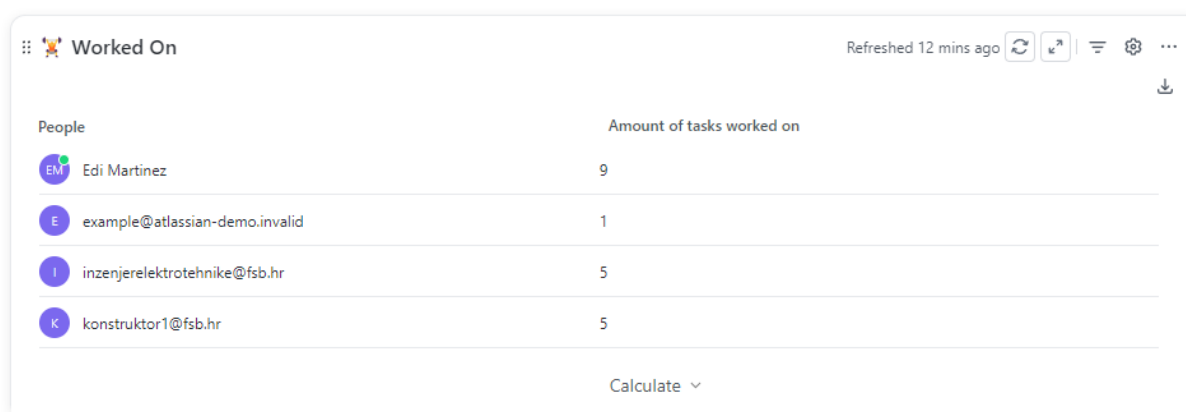 Worked On
Refreshed 12 mins ago
People Amount of tasks worked on
EM Edi Martinez 9
E example@atlassian-demo.invalid 1
I inzenjerelektrotehnike@fsb.hr 5
K konstruktor1@fsb.hr 5
Calculate